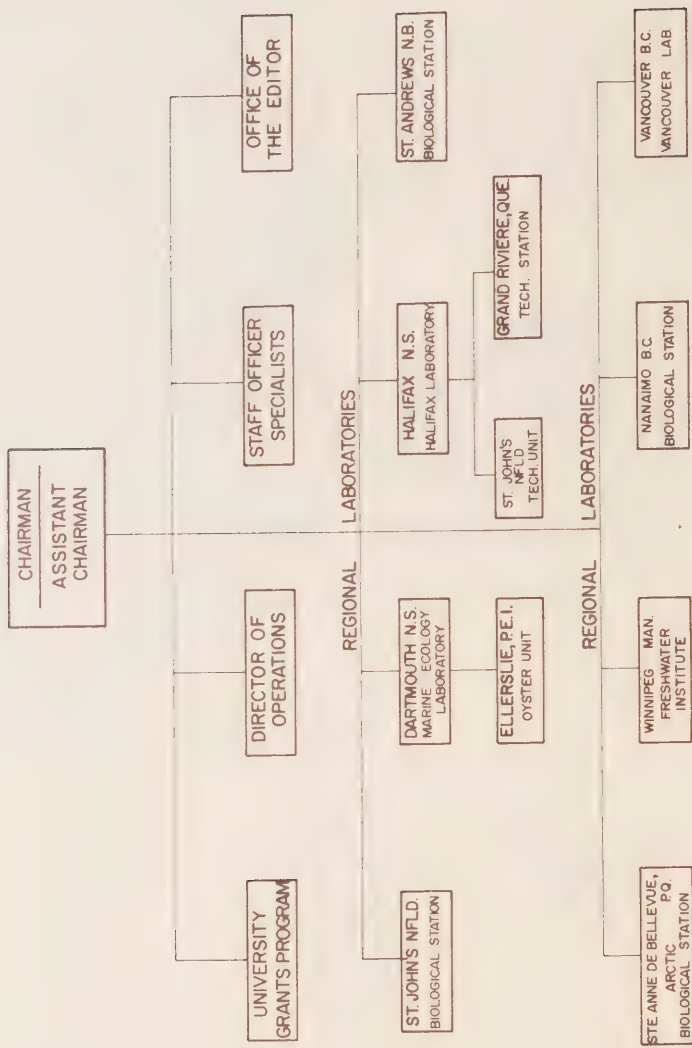 CHAIRMAN
ASSISTANT
CHAIRMAN
UNIVERSITY
GRANTS PROGRAM
DIRECTOR OF
OPERATIONS
STAFF OFFICER
SPECIALISTS
OFFICE OF
THE EDITOR
REGIONAL LABORATORIES
ST. JOHN'S NFLD.
BIOLOGICAL STATION
DARTMOUTH N.S.
MARINE ECOLOGY
LABORATORY
HALIFAX N.S.
HALIFAX LABORATORY
ST. ANDREWS N.B.
BIOLOGICAL STATION
ELLERSLIE, P.E.I.
OYSTER UNIT
ST. JOHN'S
NFLD
TECH. UNIT
GRAND RIVIERE, QUE.
TECH. STATION
REGIONAL LABORATORIES
STE. ANNE DE BELLEVUE,
P.Q.
ARCTIC
BIOLOGICAL STATION
WINNIPEG MAN.
FRESHWATER
INSTITUTE
NANAIMO B.C.
BIOLOGICAL STATION
VANCOUVER B.C.
VANCOUVER LAB.